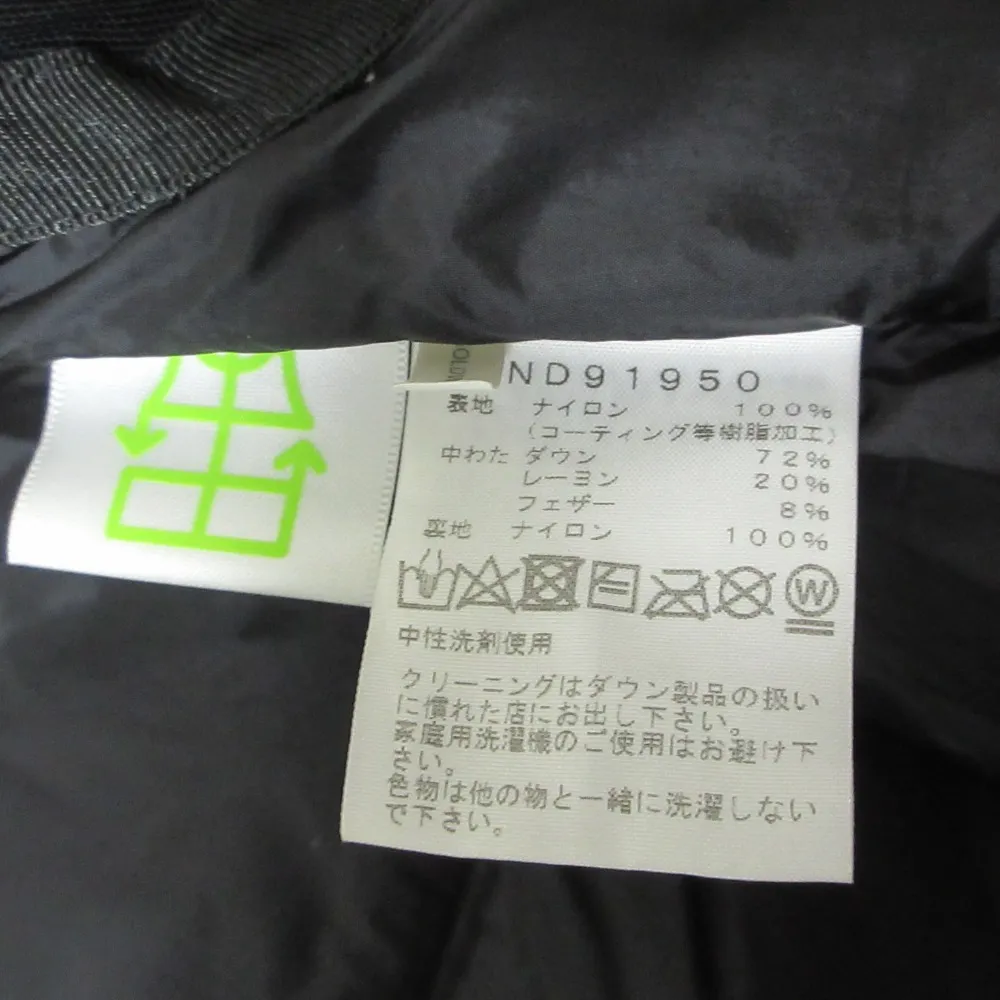 ND91950
表地 ナイロン 100%
(コーティング等樹脂加工)
中わた ダウン 72%
レーヨン 20%
フェザー 8%
裏地 ナイロン 100%
W
中性洗剤使用
クリーニングはダウン製品の扱い
に慣れた店にお出し下さい。
家庭用洗濯機のご使用はお避け下
さい。
色物は他の物と一緒に洗濯しない
で下さい。